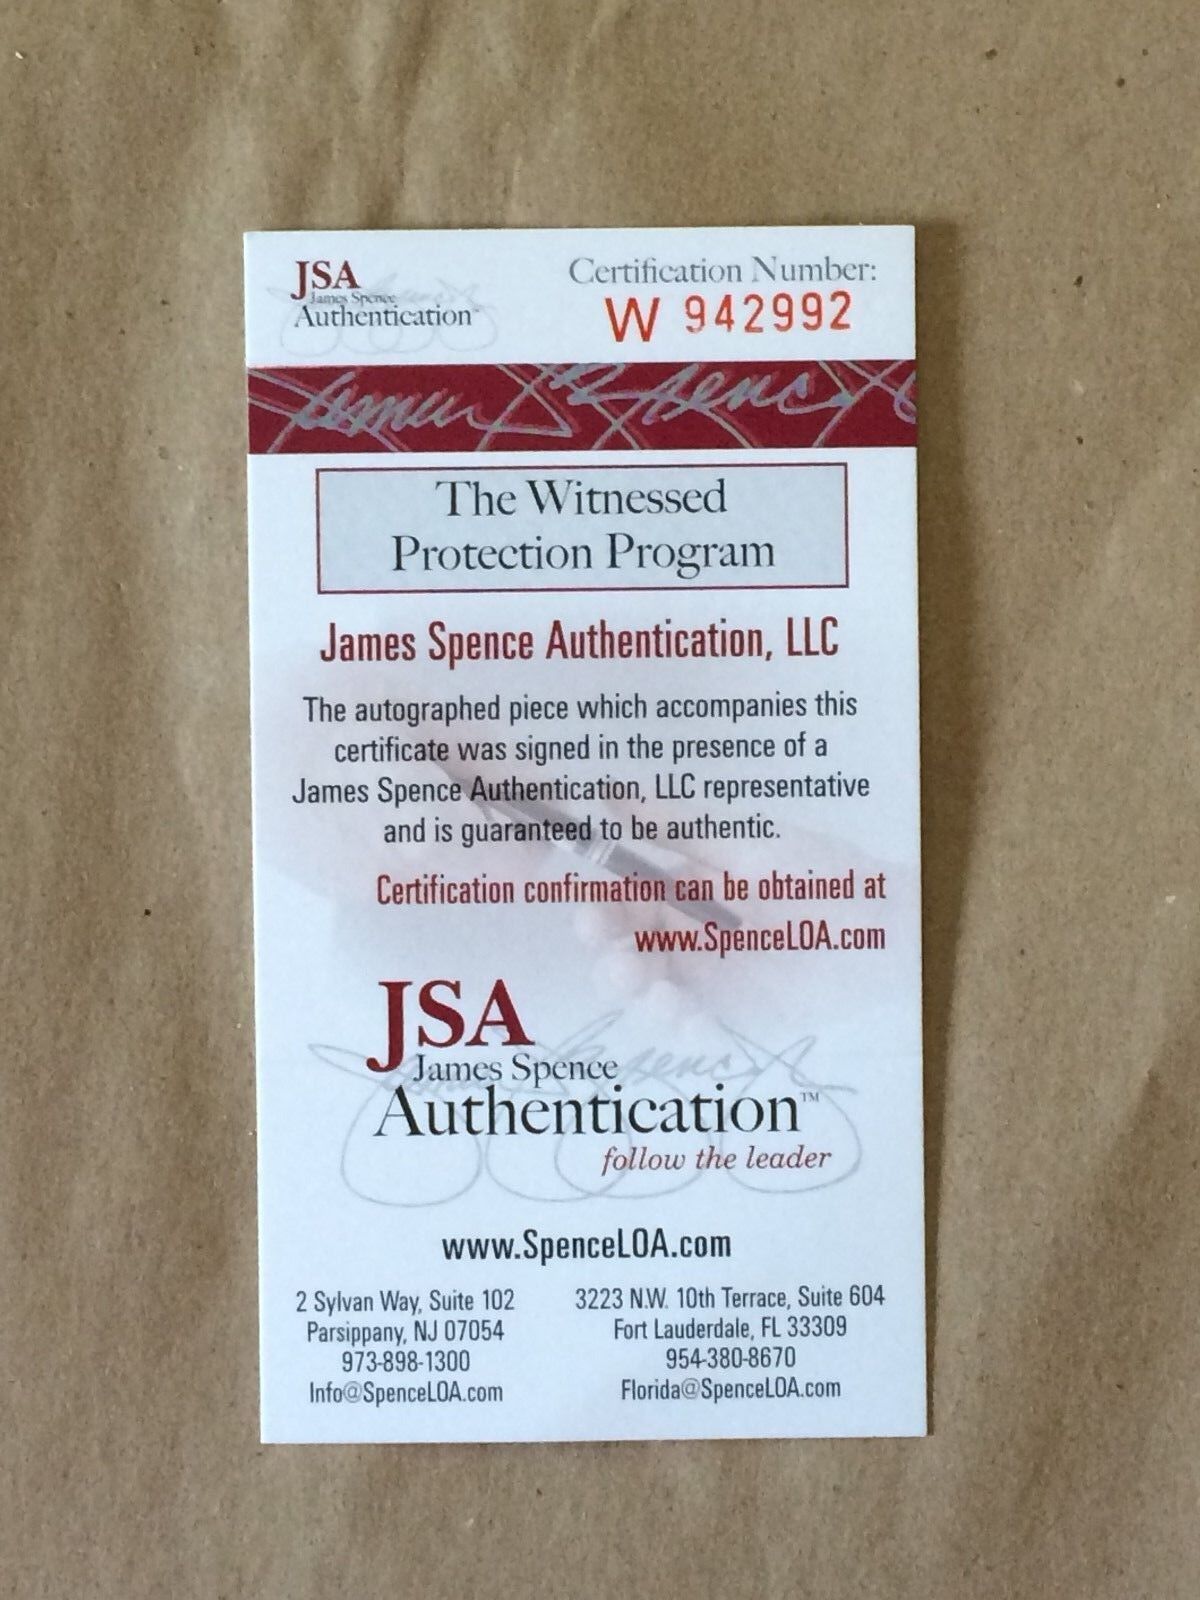 JSA
James Spence
Authentication
Certification Number:
W 942992
James Spence
The Witnessed
Protection Program
James Spence Authentication, LLC
The autographed piece which accompanies this
certificate was signed in the presence of a
James Spence Authentication, LLC representative
and is guaranteed to be authentic.
Certification confirmation can be obtained at
www.SpenceLOA.com
JSA
James Spence
Authentication™
follow the leader
www.SpenceLOA.com
2 Sylvan Way, Suite 102
Parsippany, NJ 07054
973-898-1300
Info@SpenceLOA.com
3223 N.W. 10th Terrace, Suite 604
Fort Lauderdale, FL 33309
954-380-8670
Florida@SpenceLOA.com